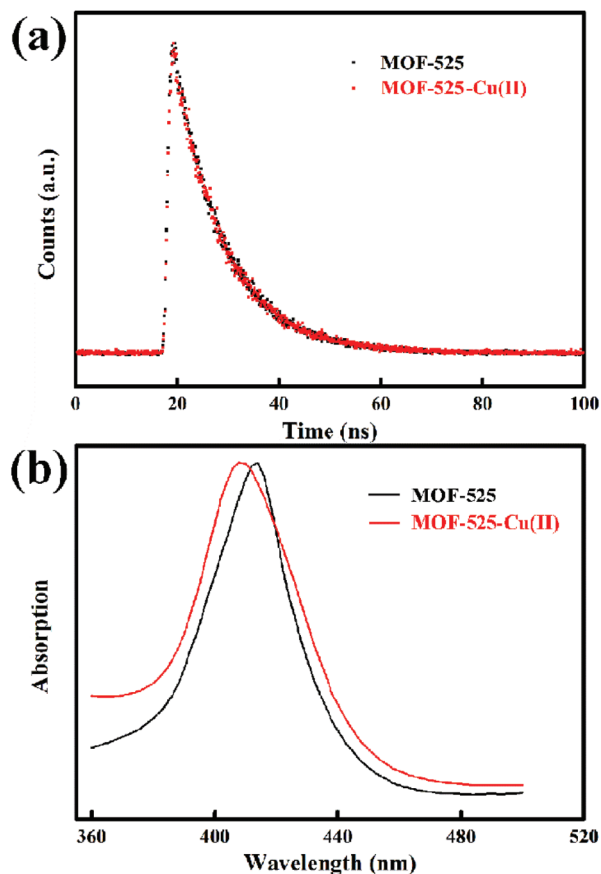 (a)
MOF-525
MOF-525-Cu(II)
Counts (a.u.)
0 20 40 60 80 100
Time (ns)
(b)
MOF-525
MOF-525-Cu(II)
Absorption
360 400 440 480 520
Wavelength (nm)